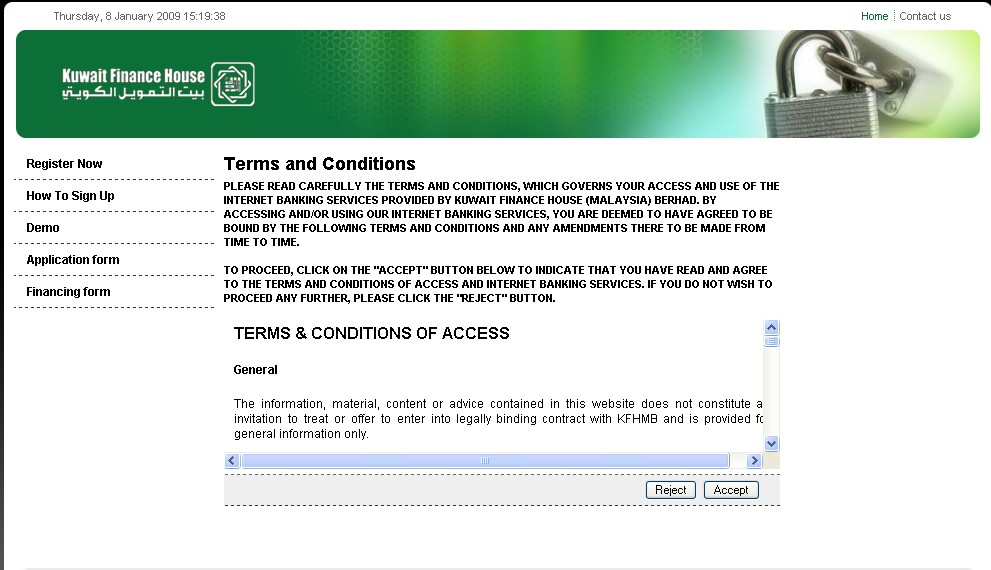 Thursday, 8 January 2009 15:19:38
Home Contact us
Kuwait Finance House
بيت التمويل الكويتي
Register Now
How To Sign Up
Demo
Application form
Financing form
Terms and Conditions
PLEASE READ CAREFULLY THE TERMS AND CONDITIONS, WHICH GOVERNS YOUR ACCESS AND USE OF THE
INTERNET BANKING SERVICES PROVIDED BY KUWAIT FINANCE HOUSE (MALAYSIA) BERHAD. BY
ACCESSING AND/OR USING OUR INTERNET BANKING SERVICES, YOU ARE DEEMED TO HAVE AGREED TO BE
BOUND BY THE FOLLOWING TERMS AND CONDITIONS AND ANY AMENDMENTS THERE TO BE MADE FROM
TIME TO TIME.
TO PROCEED, CLICK ON THE "ACCEPT" BUTTON BELOW TO INDICATE THAT YOU HAVE READ AND AGREE
TO THE TERMS AND CONDITIONS OF ACCESS AND INTERNET BANKING SERVICES. IF YOU DO NOT WISH TO
PROCEED ANY FURTHER, PLEASE CLICK THE "REJECT" BUTTON.
TERMS & CONDITIONS OF ACCESS
General
The information, material, content or advice contained in this website does not constitute a
invitation to treat or offer to enter into legally binding contract with KFHMB and is provided fo
general information only.
Reject Accept